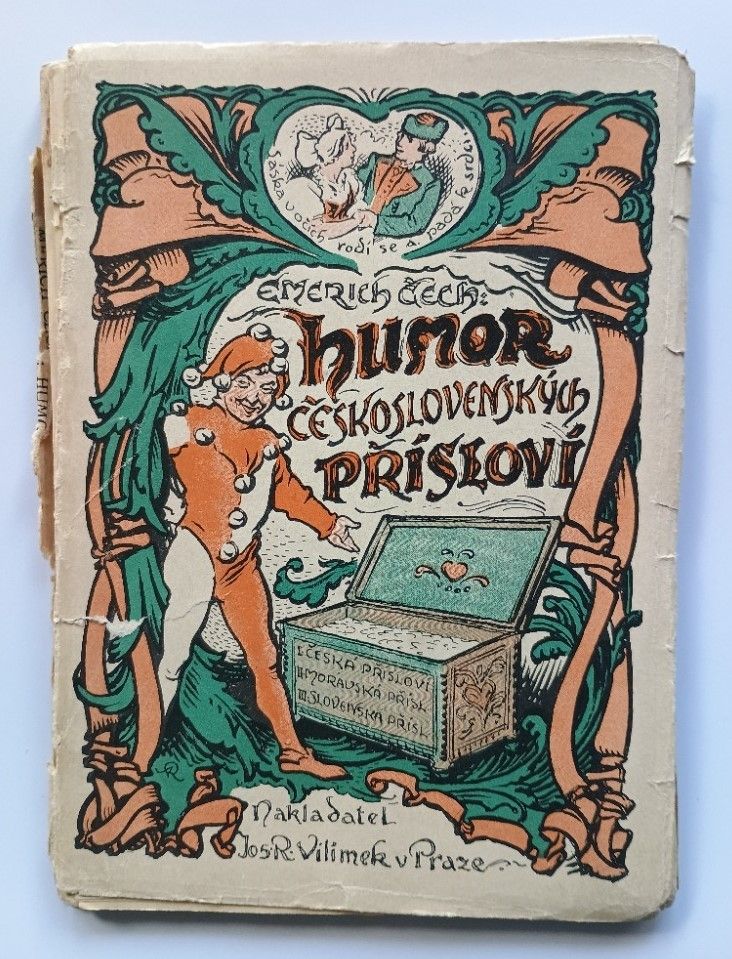 Láska v očích rodí se a padá k srdci
EMERICH ČECH:
HUMOR
ČESKOSLOVENSKÝCH
PŘÍSLOVÍ
I. ČESKÁ PŘÍSLOVÍ
II. MORAVSKÁ PŘÍSL.
III. SLOVENSKÁ PŘÍSL.
Nakladatel
Jos. R. Vilímek v Praze
HUMO